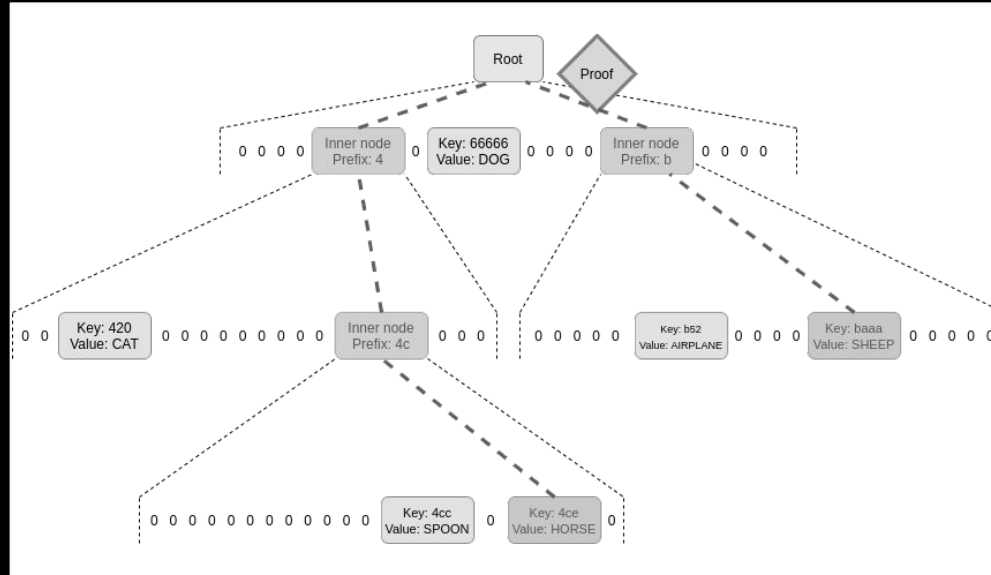 Root
Proof
0 0 0 0
Inner node
Prefix: 4
0
Key: 66666
Value: DOG
0 0 0 0
Inner node
Prefix: b
0 0 0 0
0 0
Key: 420
Value: CAT
0 0 0 0 0 0 0 0 0
Inner node
Prefix: 4c
0 0 0
0 0 0 0 0
Key: b52
Value: AIRPLANE
0 0 0 0
Key: baaa
Value: SHEEP
0 0 0 0 0
0 0 0 0 0 0 0 0 0 0 0 0
Key: 4cc
Value: SPOON
0
Key: 4ce
Value: HORSE
0